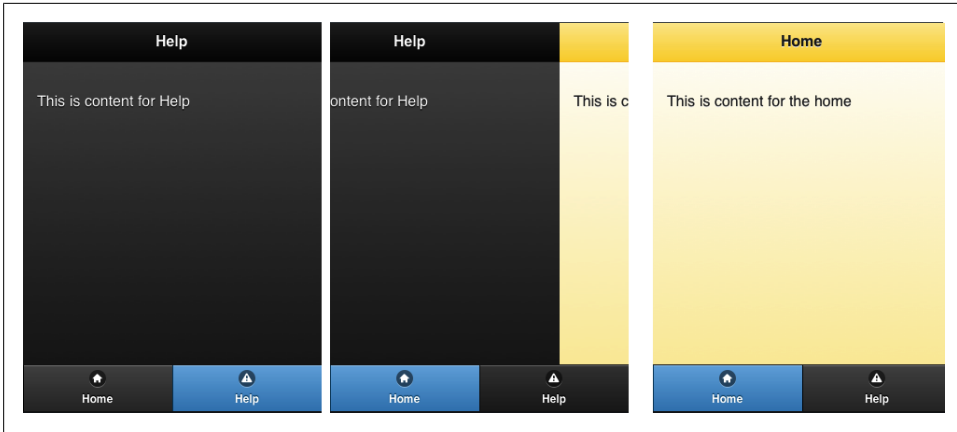 Help
This is content for Help
Home
Help
Help
ontent for Help
This is c
Home
Help
Home
This is content for the home
Home
Help